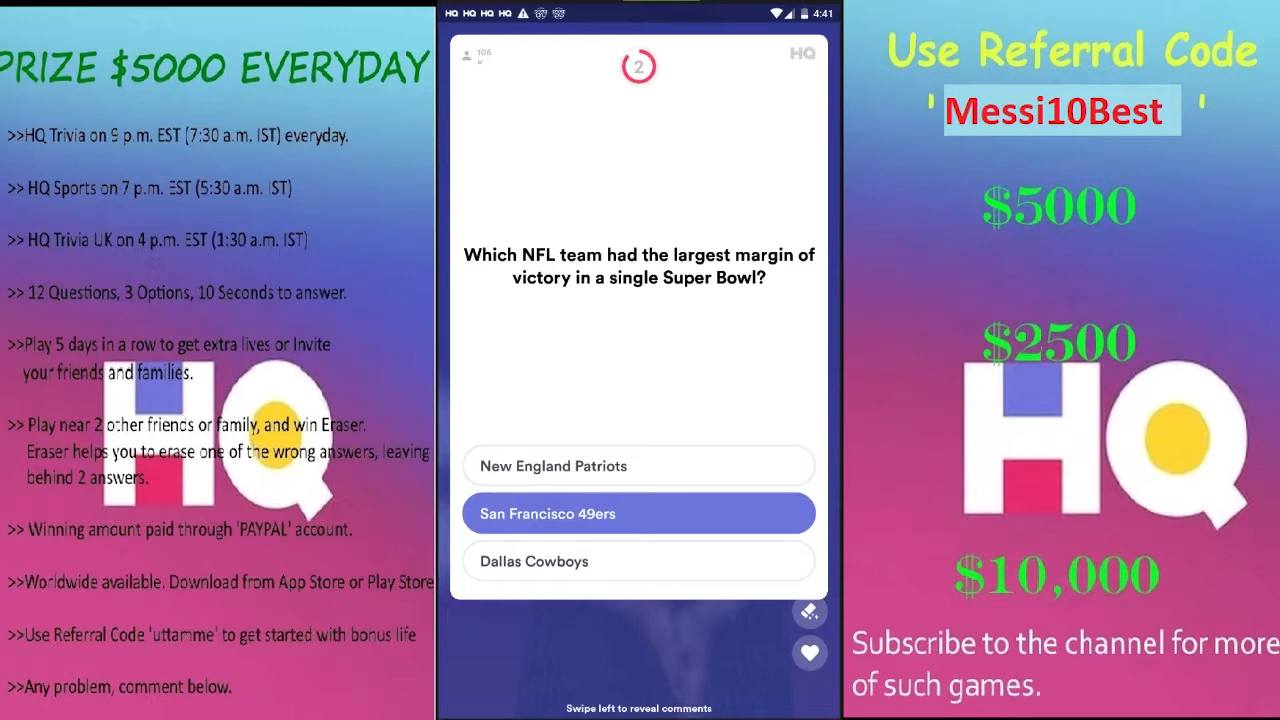 PRIZE $5000 EVERYDAY
>>HQ Trivia on 9 p.m. EST (7:30 a.m. IST) everyday.
>> HQ Sports on 7 p.m. EST (5:30 a.m. IST)
>> HQ Trivia UK on 4 p.m. EST (1:30 a.m. IST)
>> 12 Questions, 3 Options, 10 Seconds to answer.
>>Play 5 days in a row to get extra lives or Invite
your friends and families.
>> Play near 2 other friends or family, and win Eraser.
Eraser helps you to erase one of the wrong answers, leaving
behind 2 answers.
>> Winning amount paid through 'PAYPAL' account.
>>Worldwide available. Download from App Store or Play Store
>>Use Referral Code 'uttamme' to get started with bonus life
>>Any problem, comment below.
HQ
HQ HQ HQ HQ 4:41
106
2
HQ
Which NFL team had the largest margin of
victory in a single Super Bowl?
New England Patriots
San Francisco 49ers
Dallas Cowboys
Swipe left to reveal comments
Use Referral Code
' Messi10Best '
$5000
$2500
HQ
$10,000
Subscribe to the channel for more
of such games.